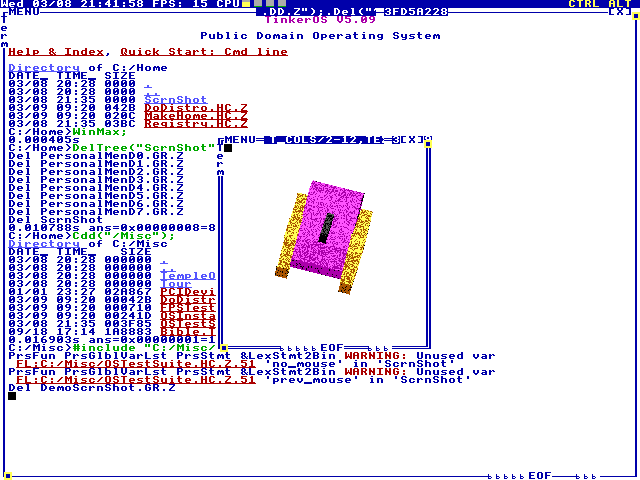 Wed 03/08 21:41:58 FPS: 15 CPU CTRL ALT
MENU .DD.Z");.Del(" 3FD5A228 [X]
Term
TinkerOS V5.09
Public Domain Operating System
Help & Index, Quick Start: Cmd line
Directory of C:/Home
DATE_ TIME_ SIZE
03/08 20:28 0000 .
03/08 20:28 0000 ..
03/08 21:35 0000 ScrnShot
03/09 09:20 042B DoDistro.HC.Z
03/09 09:20 020C MakeHome.HC.Z
03/08 21:35 03BC Registry.HC.Z
C:/Home>WinMax;
0.000405s
C:/Home>DelTree("ScrnShot"
Del PersonalMenD0.GR.Z
Del PersonalMenD1.GR.Z
Del PersonalMenD2.GR.Z
Del PersonalMenD3.GR.Z
Del PersonalMenD4.GR.Z
Del PersonalMenD5.GR.Z
Del PersonalMenD6.GR.Z
Del PersonalMenD7.GR.Z
Del ScrnShot
0.010788s ans=0x00000008=8
C:/Home>Cd("/Misc");
Directory of C:/Misc
DATE_ TIME_ SIZE
03/08 20:28 000000 .
03/08 20:28 000000 ..
03/08 20:28 000000 TempleO
03/08 20:28 000000 Tour
01/01 23:27 02A867 PCIDevi
03/09 09:20 00042B DoDistr
03/09 09:20 000710 FPSTest
03/09 09:20 00241D OSInsta
03/08 21:35 003F85 OSTestS
09/18 17:14 1A8883 Bible.T
0.016903s ans=0x00000001=1
C:/Misc>#include "C:/Misc/
MENU T_COLS/2-12,TE 3[X]
Term
EOF
PrsFun PrsGlblVarLst PrsStmt &LexStmt2Bin WARNING: Unused var
FL:C:/Misc/OSTestSuite.HC.Z,51 'no_mouse' in 'ScrnShot'
PrsFun PrsGlblVarLst PrsStmt &LexStmt2Bin WARNING: Unused var
FL:C:/Misc/OSTestSuite.HC.Z,51 'prev_mouse' in 'ScrnShot'
Del DemoScrnShot.GR.Z
EOF